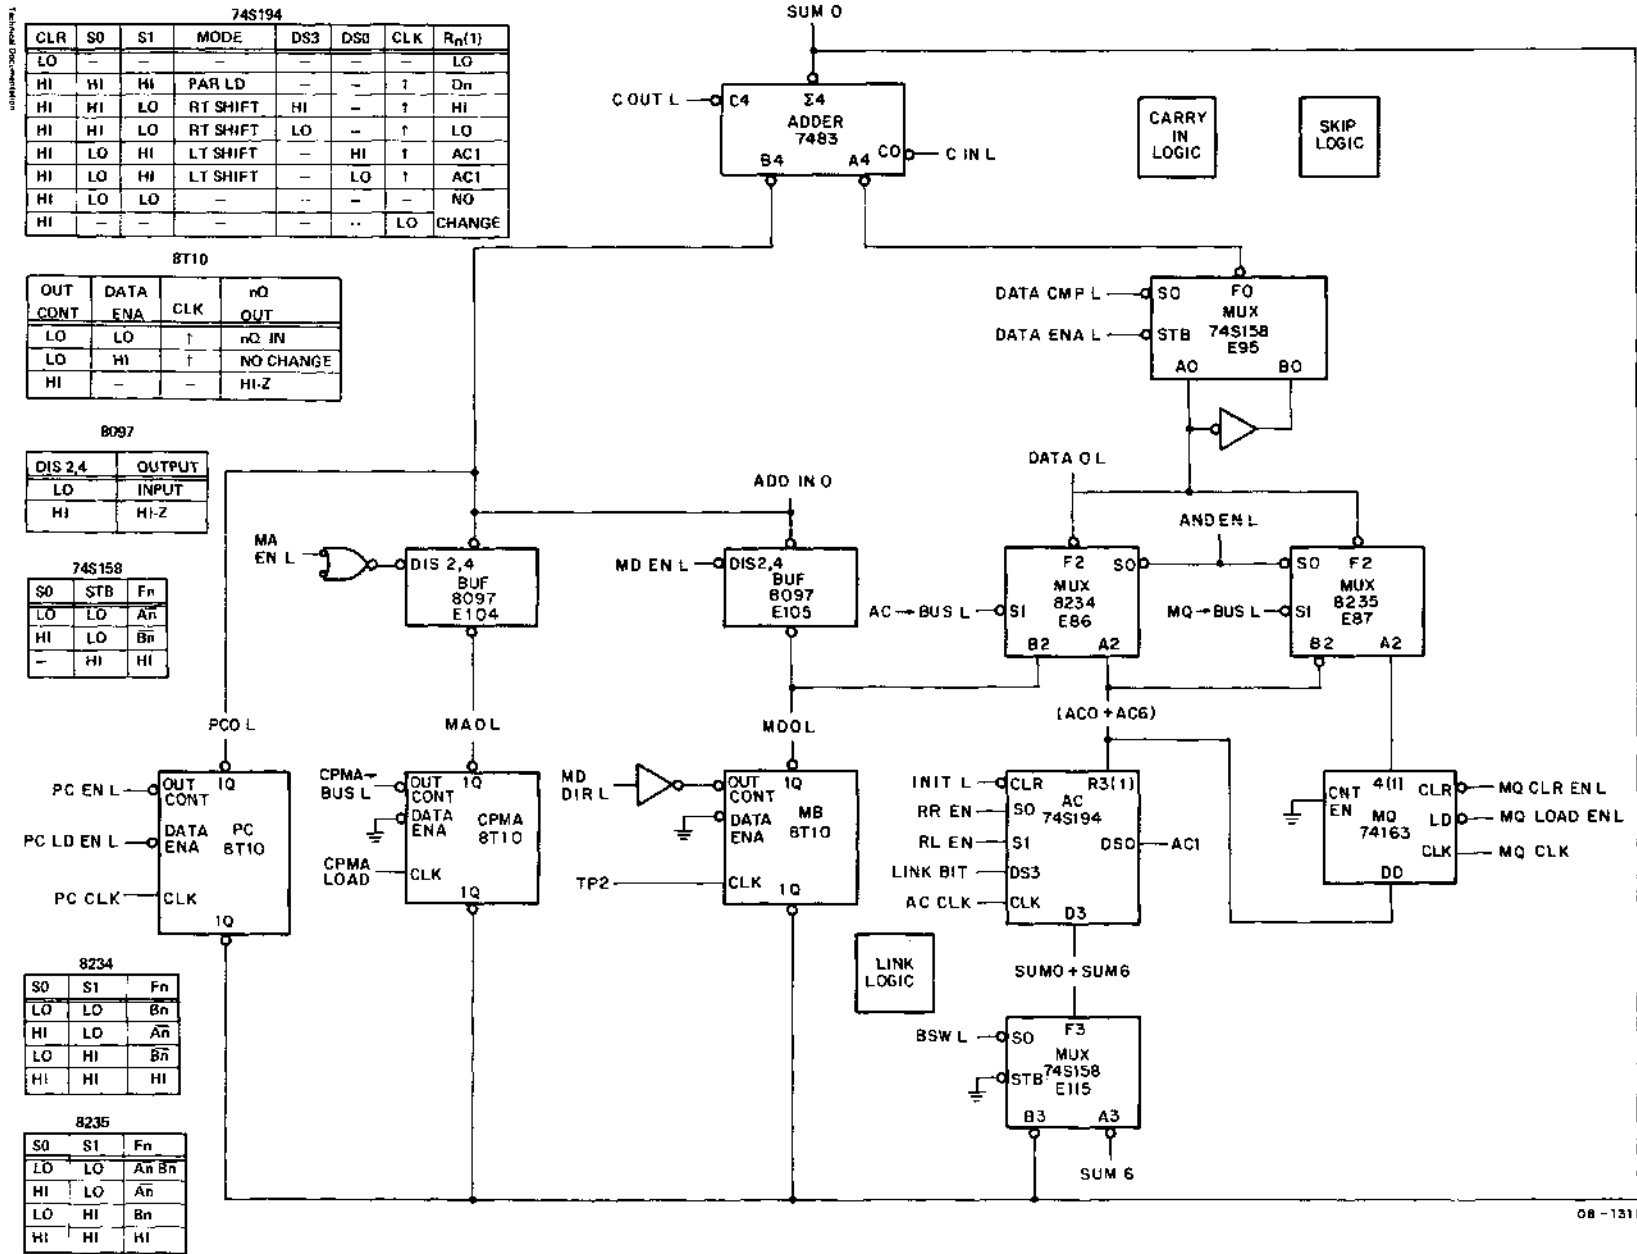 Technical Documentation
74S194
CLR S0 S1 MODE DS3 DS0 CLK Rn(1)
LO – – – – – – LO
HI HI HI PAR LD – – ↑ Dn
HI HI LO RT SHIFT HI – ↑ HI
HI HI LO RT SHIFT LO – ↑ LO
HI LO HI LT SHIFT – HI ↑ AC1
HI LO HI LT SHIFT – LO ↑ AC1
HI LO LO – – – – NO
HI – – – – – LO CHANGE
8T10
OUT CONT DATA ENA CLK nQ OUT
LO LO ↑ nQ IN
LO HI ↑ NO CHANGE
HI – – HI-Z
8097
DIS 2,4 OUTPUT
LO INPUT
HI HI-Z
74S158
S0 STB Fn
LO LO A̅n̅
HI LO B̅n̅
– HI HI
8234
S0 S1 Fn
LO LO B̅n̅
HI LO A̅n̅
LO HI B̅n̅
HI HI HI
8235
S0 S1 Fn
LO LO A̅n̅ Bn
HI LO A̅n̅
LO HI Bn
HI HI HI
SUM 0
C OUT L
C4 Σ4
ADDER
7483
C0
B4 A4
C IN L
CARRY
IN
LOGIC
SKIP
LOGIC
DATA CMP L
DATA ENA L
S0 F0
MUX
STB 74S158
E95
A0 B0
DATA 0 L
ADD IN 0
AND EN L
MA
EN L
DIS 2,4
BUF
8097
E104
MD EN L
DIS2,4
BUF
8097
E105
AC→BUS L
F2 S0
MUX
S1 8234
E86
B2 A2
MQ→BUS L
S0 F2
MUX
S1 8235
E87
B2 A2
PC0 L
MA0 L
MD0 L
(AC0 + AC6)
PC EN L
PC LD EN L
PC CLK
OUT
CONT
1Q
DATA
ENA
PC
8T10
CLK
1Q
CPMA→
BUS L
CPMA
LOAD
OUT
CONT
1Q
DATA
ENA
CPMA
8T10
CLK
1Q
MD
DIR L
TP2
OUT
CONT
1Q
DATA
ENA
MB
8T10
CLK
1Q
INIT L
RR EN
RL EN
LINK BIT
AC CLK
CLR R3(1)
S0 AC
74S194
S1 DS0
DS3
CLK
D3
AC1
CNT
EN
4(1)
CLR
MQ
74163
LD
CLK
DD
MQ CLR EN L
MQ LOAD EN L
MQ CLK
LINK
LOGIC
SUM0 + SUM6
BSW L
S0 F3
MUX
STB 74S158
E115
B3 A3
SUM 6